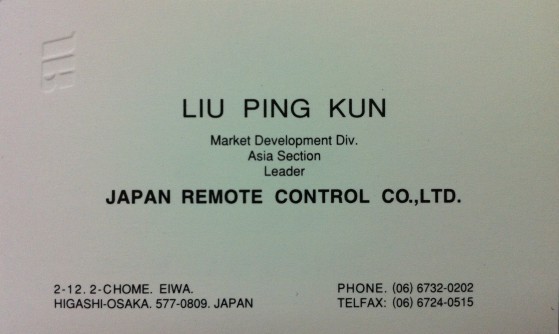 LIU PING KUN
Market Development Div.
Asia Section
Leader
JAPAN REMOTE CONTROL CO.,LTD.
2-12. 2-CHOME. EIWA.
HIGASHI-OSAKA. 577-0809. JAPAN
PHONE. (06) 6732-0202
TELFAX: (06) 6724-0515